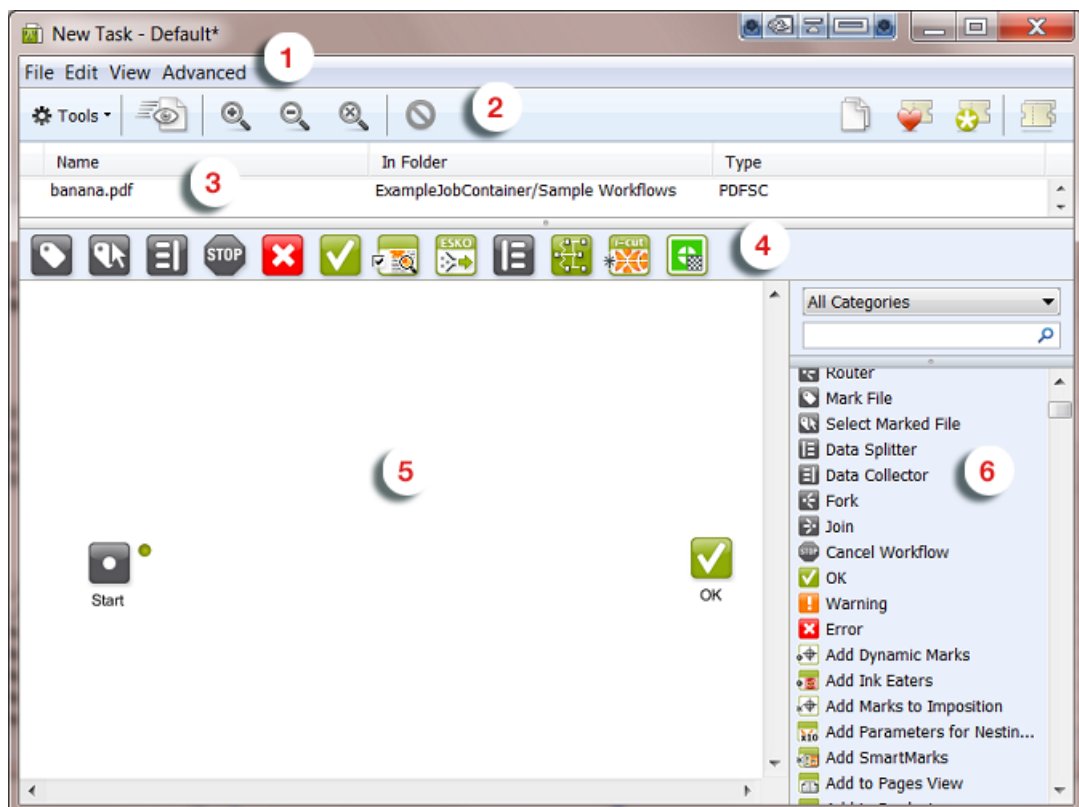 New Task - Default*
File Edit View Advanced
1
Tools
2
Name In Folder Type
banana.pdf ExampleJobContainer/Sample Workflows PDFSC
3
STOP
ESKO
i-cut
4
All Categories
Router
Mark File
Select Marked File
Data Splitter
Data Collector
Fork
Join
STOP Cancel Workflow
OK
Warning
Error
Add Dynamic Marks
Add Ink Eaters
Add Marks to Imposition
x10 Add Parameters for Nestin...
Add SmartMarks
Add to Pages View
5
6
Start
OK